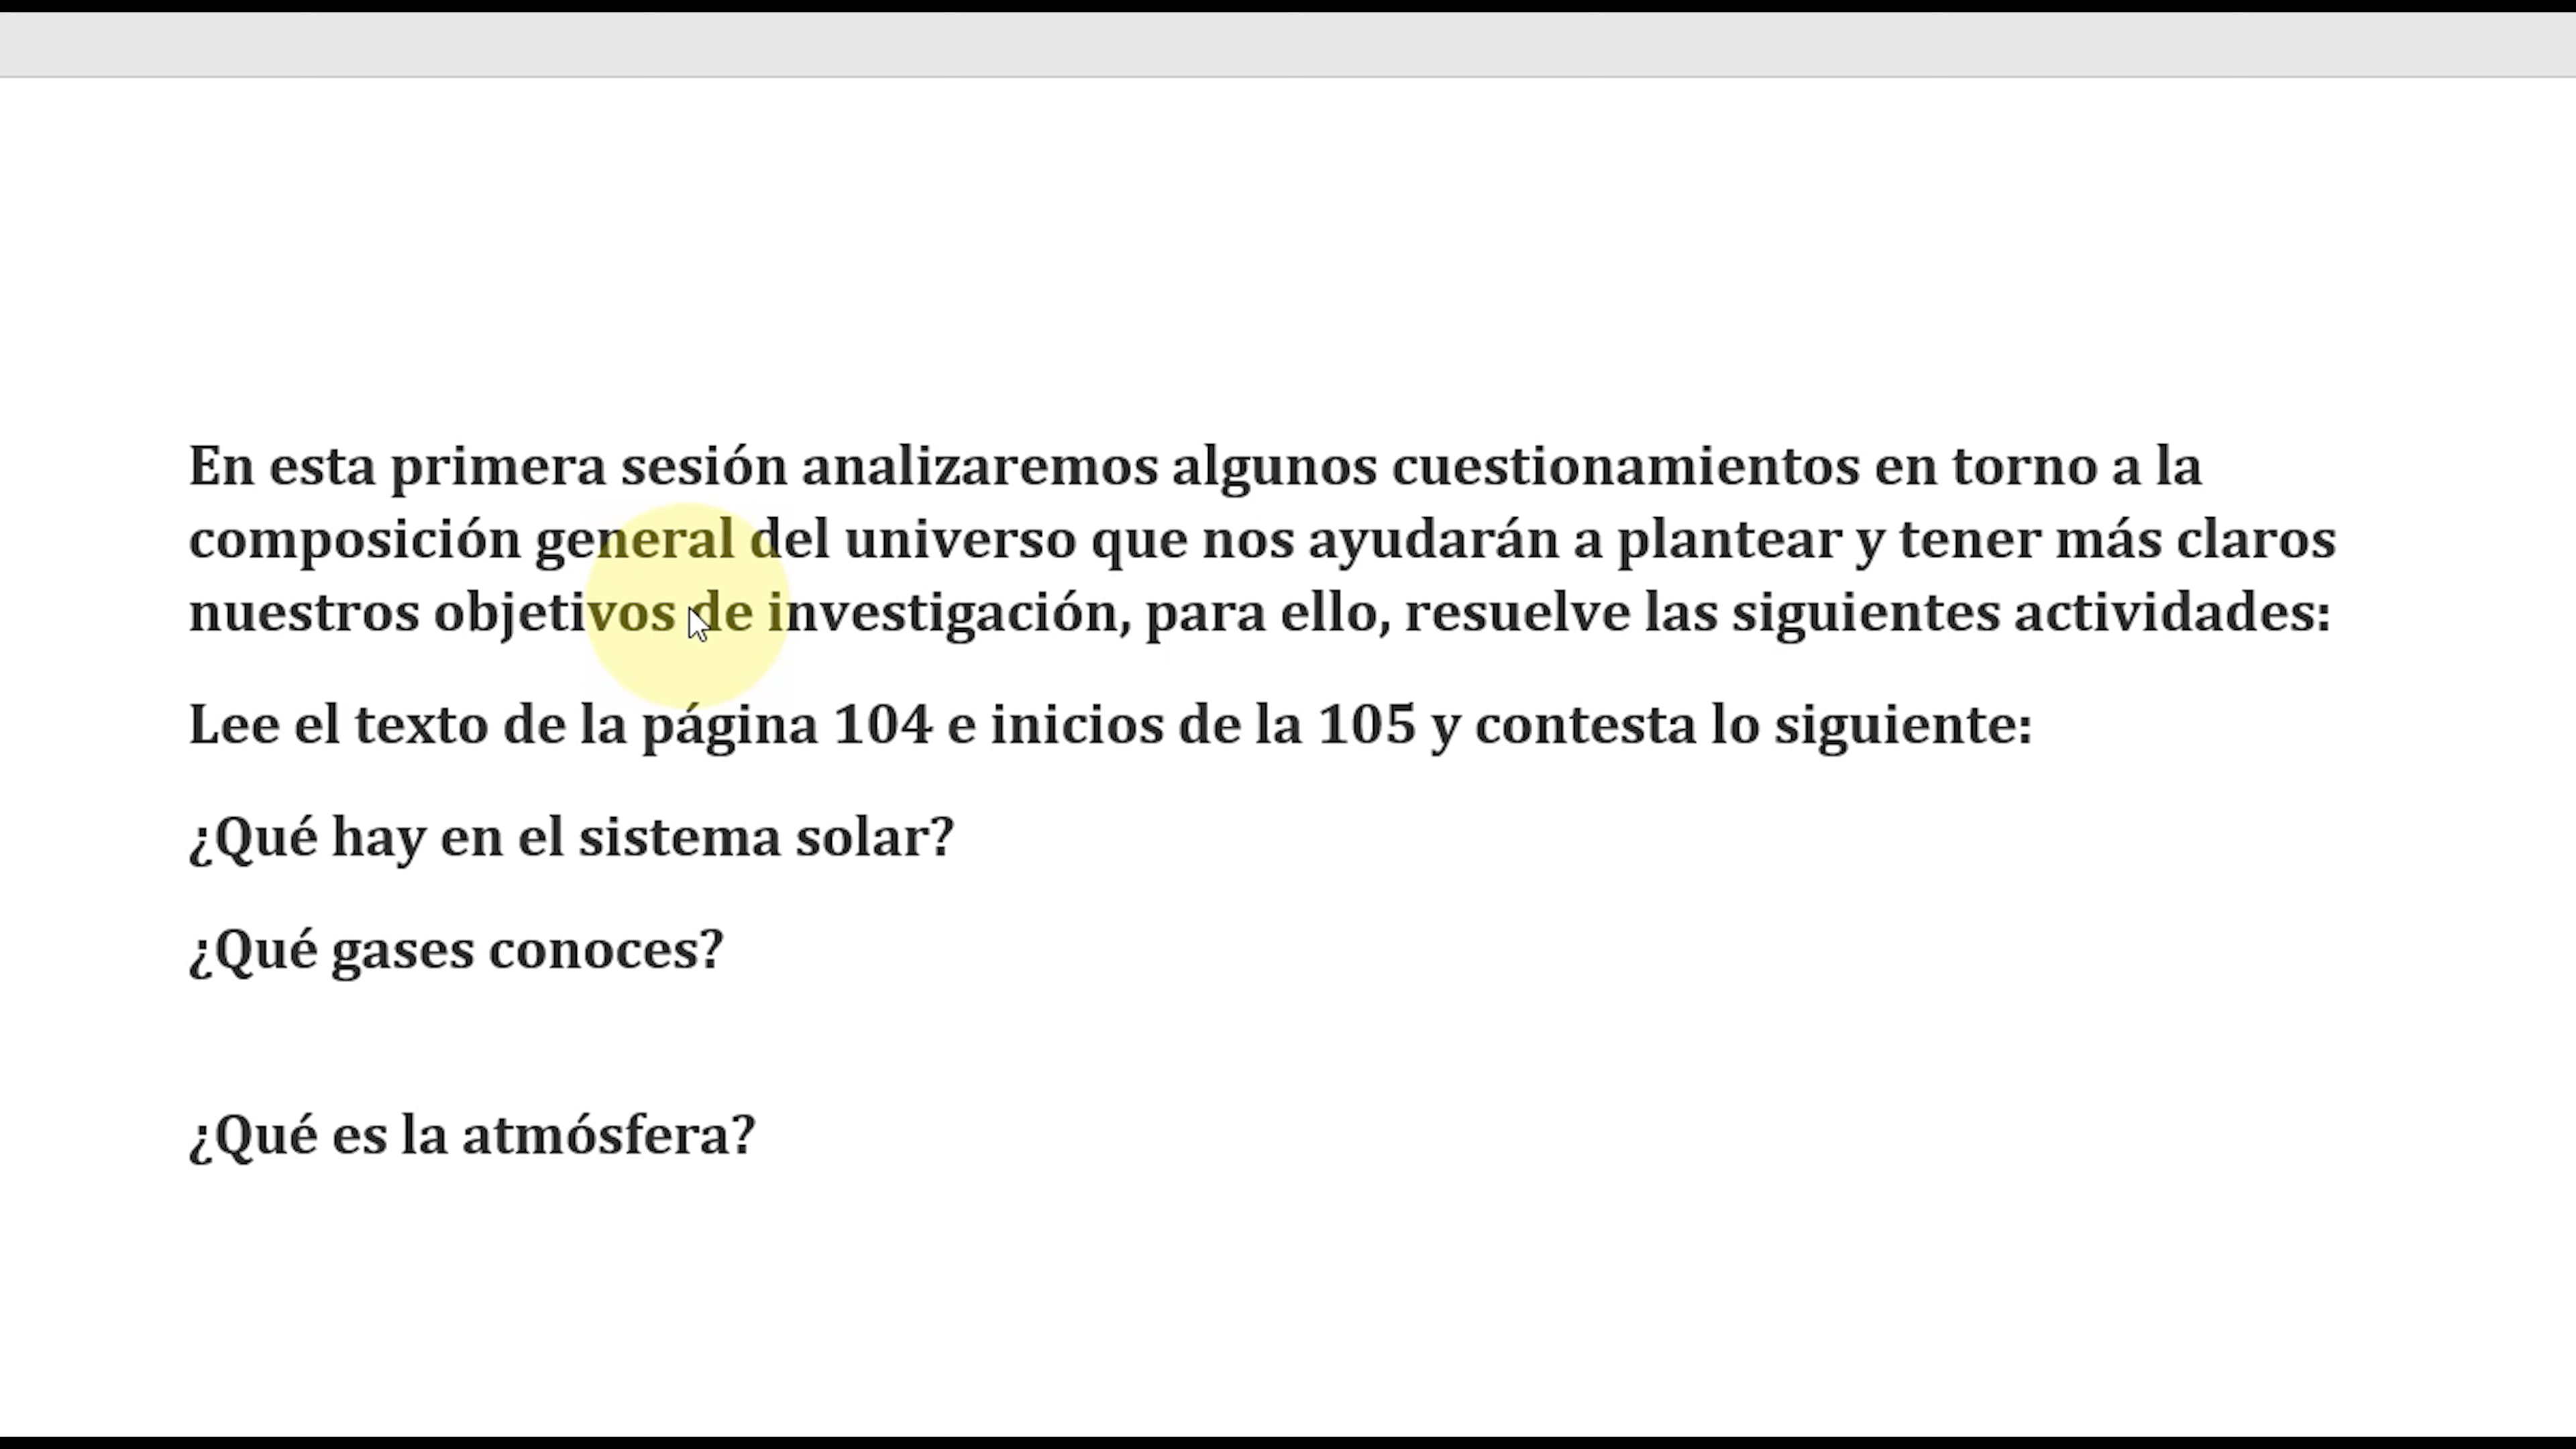 En esta primera sesión analizaremos algunos cuestionamientos en torno a la
composición general del universo que nos ayudarán a plantear y tener más claros
nuestros objetivos de investigación, para ello, resuelve las siguientes actividades:
Lee el texto de la página 104 e inicios de la 105 y contesta lo siguiente:
¿Qué hay en el sistema solar?
¿Qué gases conoces?
¿Qué es la atmósfera?